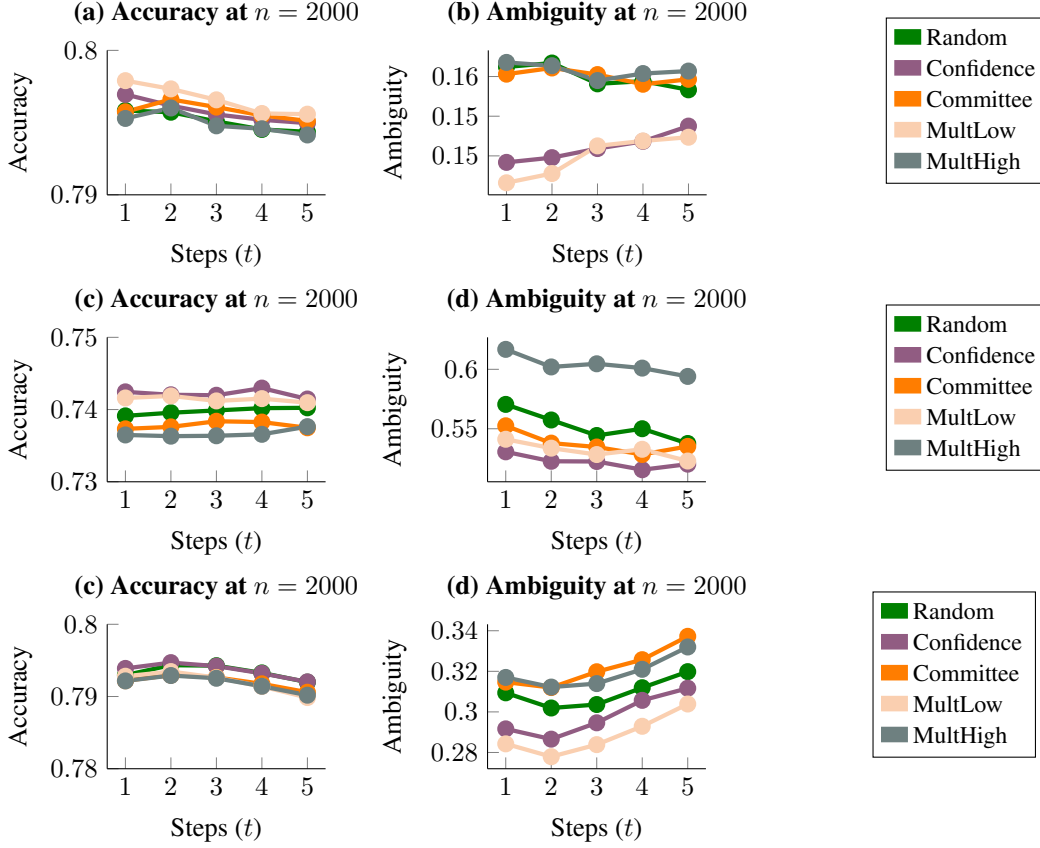 (a) Accuracy at n = 2000
0.8
0.79
Accuracy
1 2 3 4 5
Steps (t)
(b) Ambiguity at n = 2000
0.16
0.15
0.15
Ambiguity
1 2 3 4 5
Steps (t)
Random
Confidence
Committee
MultLow
MultHigh
(c) Accuracy at n = 2000
0.75
0.74
0.73
Accuracy
1 2 3 4 5
Steps (t)
(d) Ambiguity at n = 2000
0.6
0.55
Ambiguity
1 2 3 4 5
Steps (t)
Random
Confidence
Committee
MultLow
MultHigh
(c) Accuracy at n = 2000
0.8
0.79
0.78
Accuracy
1 2 3 4 5
Steps (t)
(d) Ambiguity at n = 2000
0.34
0.32
0.3
0.28
Ambiguity
1 2 3 4 5
Steps (t)
Random
Confidence
Committee
MultLow
MultHigh